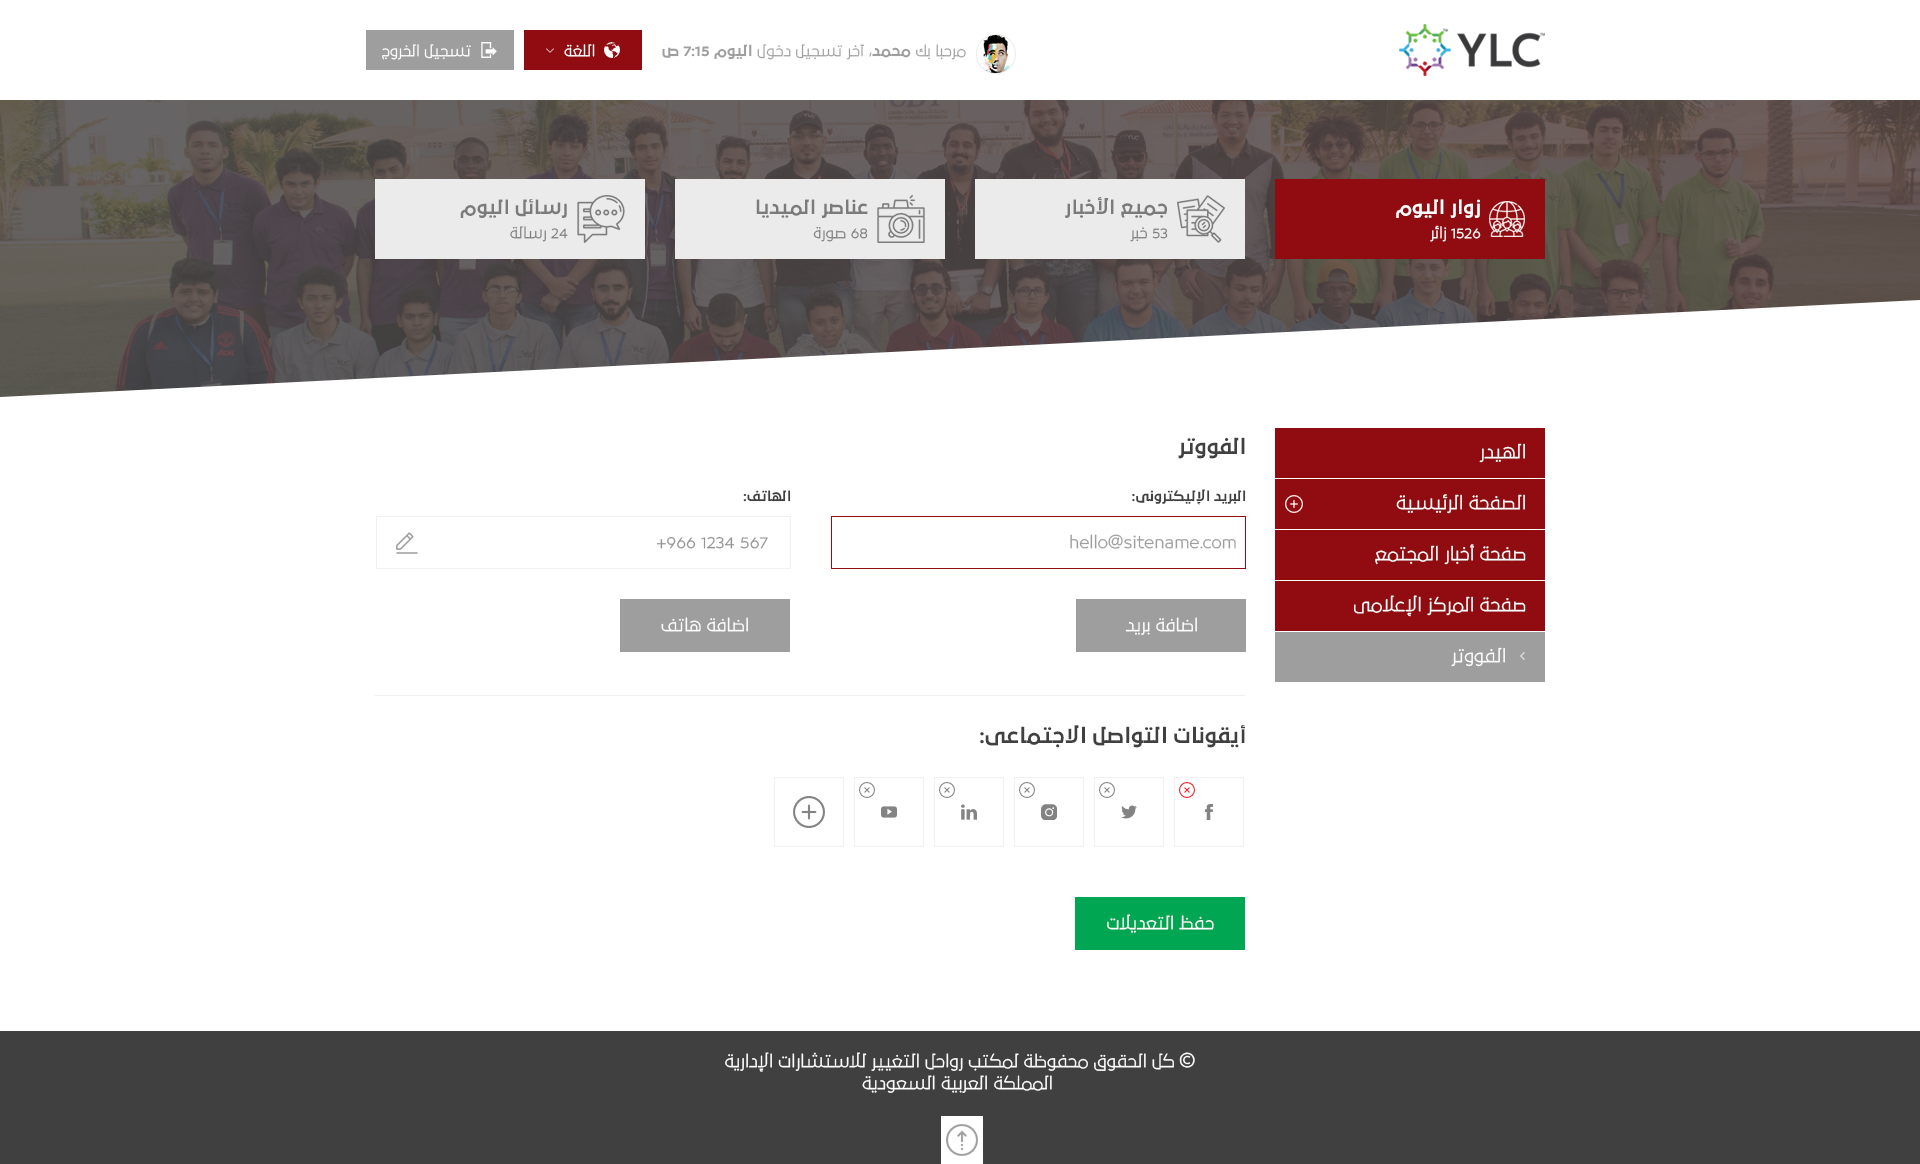 YLC™
مرحبا بك محمد، آخر تسجيل دخول اليوم 7:15 ص
اللغة
تسجيل الخروج
زوار اليوم
1526 زائر
جميع الأخبار
53 خبر
عناصر الميديا
68 صورة
رسائل اليوم
24 رسالة
الهيدر
الصفحة الرئيسية
صفحة أخبار المجتمع
صفحة المركز الإعلامى
الفووتر
الفووتر
البريد الإليكترونى:
hello@sitename.com
اضافة بريد
الهاتف:
+966 1234 567
اضافة هاتف
أيقونات التواصل الاجتماعى:
حفظ التعديلات
© كل الحقوق محفوظة لمكتب رواحل التغيير للاستشارات الإدارية
المملكة العربية السعودية